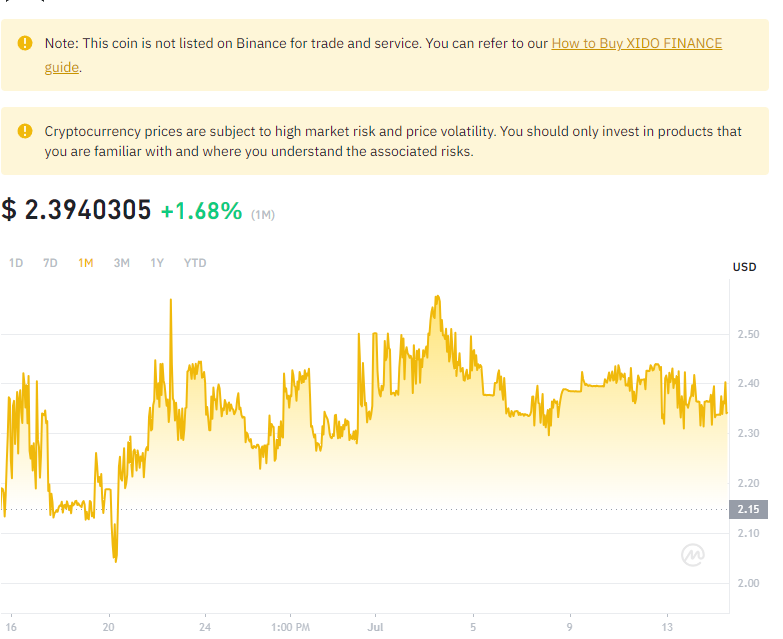 Note: This coin is not listed on Binance for trade and service. You can refer to our How to Buy XIDO FINANCE
guide.
Cryptocurrency prices are subject to high market risk and price volatility. You should only invest in products that
you are familiar with and where you understand the associated risks.
$ 2.3940305 +1.68% (1M)
1D 7D 1M 3M 1Y YTD
USD
2.50
2.40
2.30
2.20
2.15
2.10
2.00
16 20 24 1:00 PM Jul 5 9 13